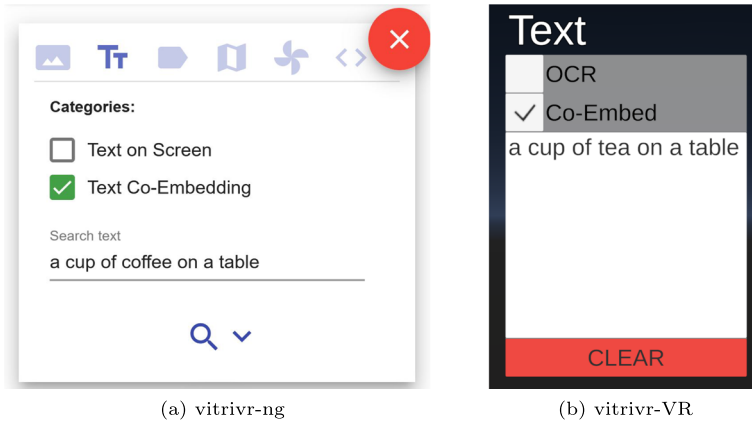 Categories:
Text on Screen
Text Co-Embedding
Search text
a cup of coffee on a table
(a) vitrivr-ng
Text
OCR
Co-Embed
a cup of tea on a table
CLEAR
(b) vitrivr-VR